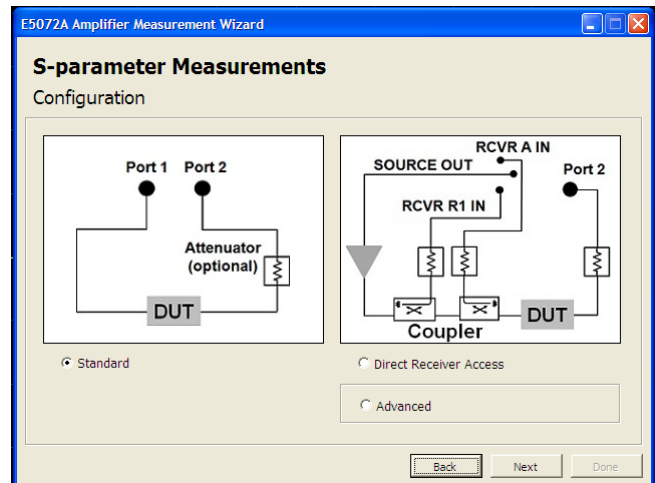 E5072A Amplifier Measurement Wizard
S-parameter Measurements
Configuration
Port 1 Port 2
Attenuator
(optional)
DUT
RCVR A IN
SOURCE OUT
Port 2
RCVR R1 IN
DUT
Coupler
Standard
Direct Receiver Access
Advanced
Back Next Done